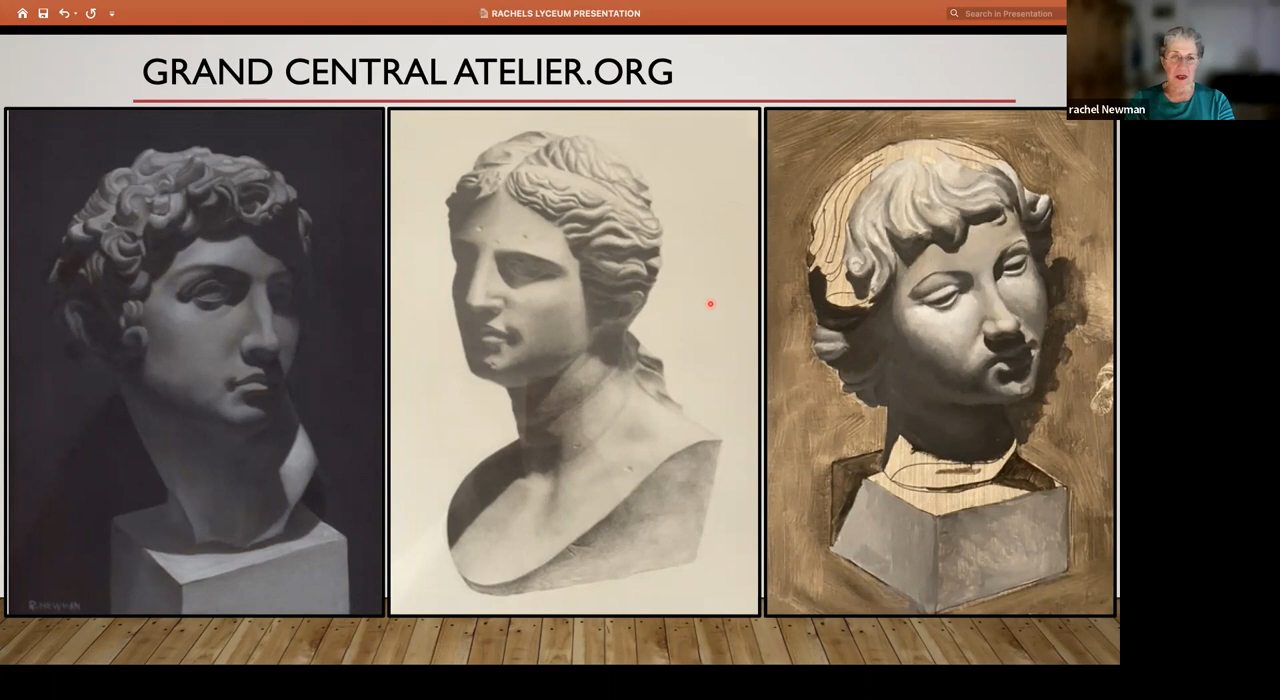 RACHELS LYCEUM PRESENTATION
Search in Presentation
GRAND CENTRAL ATELIER.ORG
rachel Newman
R. NEWMAN